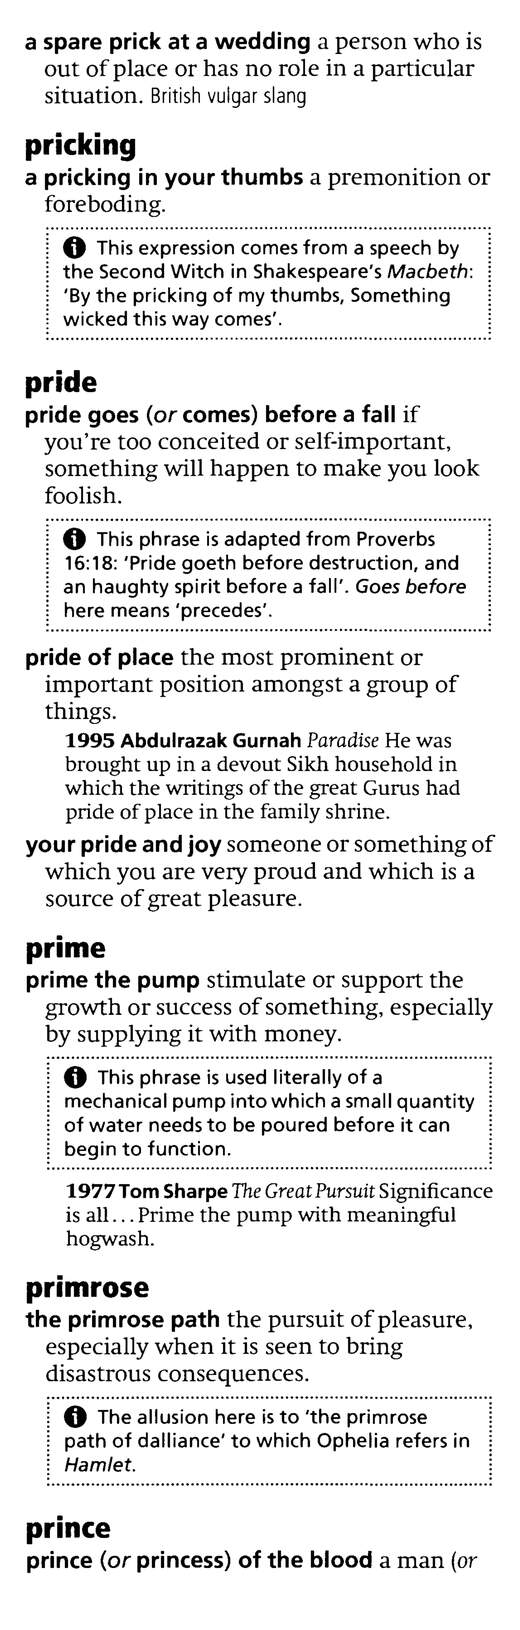 a spare prick at a wedding a person who is
out of place or has no role in a particular
situation. British vulgar slang
pricking
a pricking in your thumbs a premonition or
foreboding.
This expression comes from a speech by
the Second Witch in Shakespeare's Macbeth:
'By the pricking of my thumbs, Something
wicked this way comes'.
pride
pride goes (or comes) before a fall if
you're too conceited or self-important,
something will happen to make you look
foolish.
This phrase is adapted from Proverbs
16:18: 'Pride goeth before destruction, and
an haughty spirit before a fall'. Goes before
here means 'precedes'.
pride of place the most prominent or
important position amongst a group of
things.
1995 Abdulrazak Gurnah Paradise He was
brought up in a devout Sikh household in
which the writings of the great Gurus had
pride of place in the family shrine.
your pride and joy someone or something of
which you are very proud and which is a
source of great pleasure.
prime
prime the pump stimulate or support the
growth or success of something, especially
by supplying it with money.
This phrase is used literally of a
mechanical pump into which a small quantity
of water needs to be poured before it can
begin to function.
1977 Tom Sharpe The Great Pursuit Significance
is all... Prime the pump with meaningful
hogwash.
primrose
the primrose path the pursuit of pleasure,
especially when it is seen to bring
disastrous consequences.
The allusion here is to 'the primrose
path of dalliance' to which Ophelia refers in
Hamlet.
prince
prince (or princess) of the blood a man (or